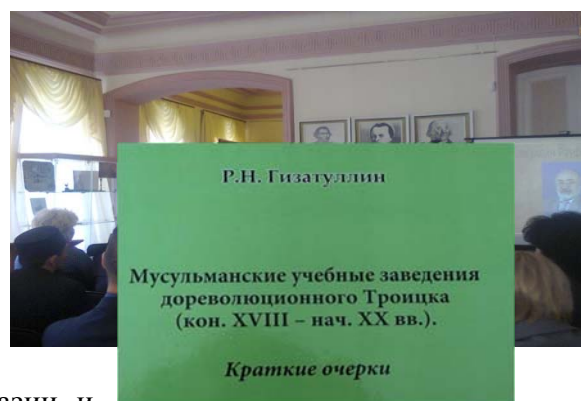 Р.Н. Гизатуллин
Мусульманские учебные заведения
дореволюционного Троицка
(кон. XVIII – нач. XX вв.).
Краткие очерки